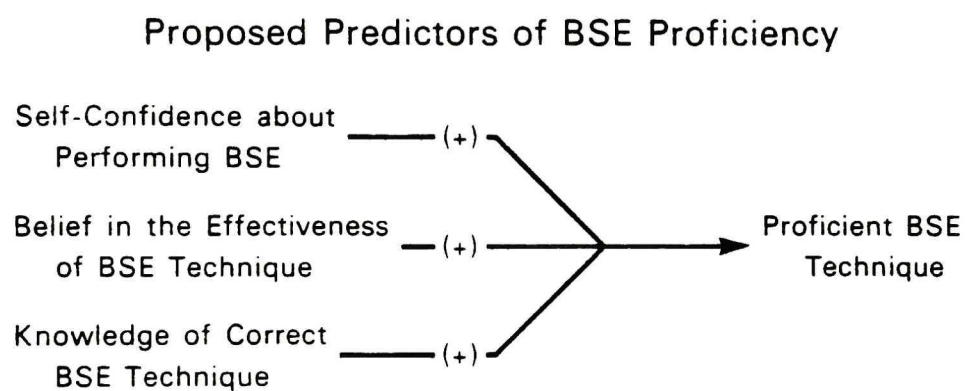 Proposed Predictors of BSE Proficiency
Self-Confidence about
Performing BSE
(+)
Belief in the Effectiveness
of BSE Technique
(+)
Knowledge of Correct
BSE Technique
(+)
Proficient BSE
Technique